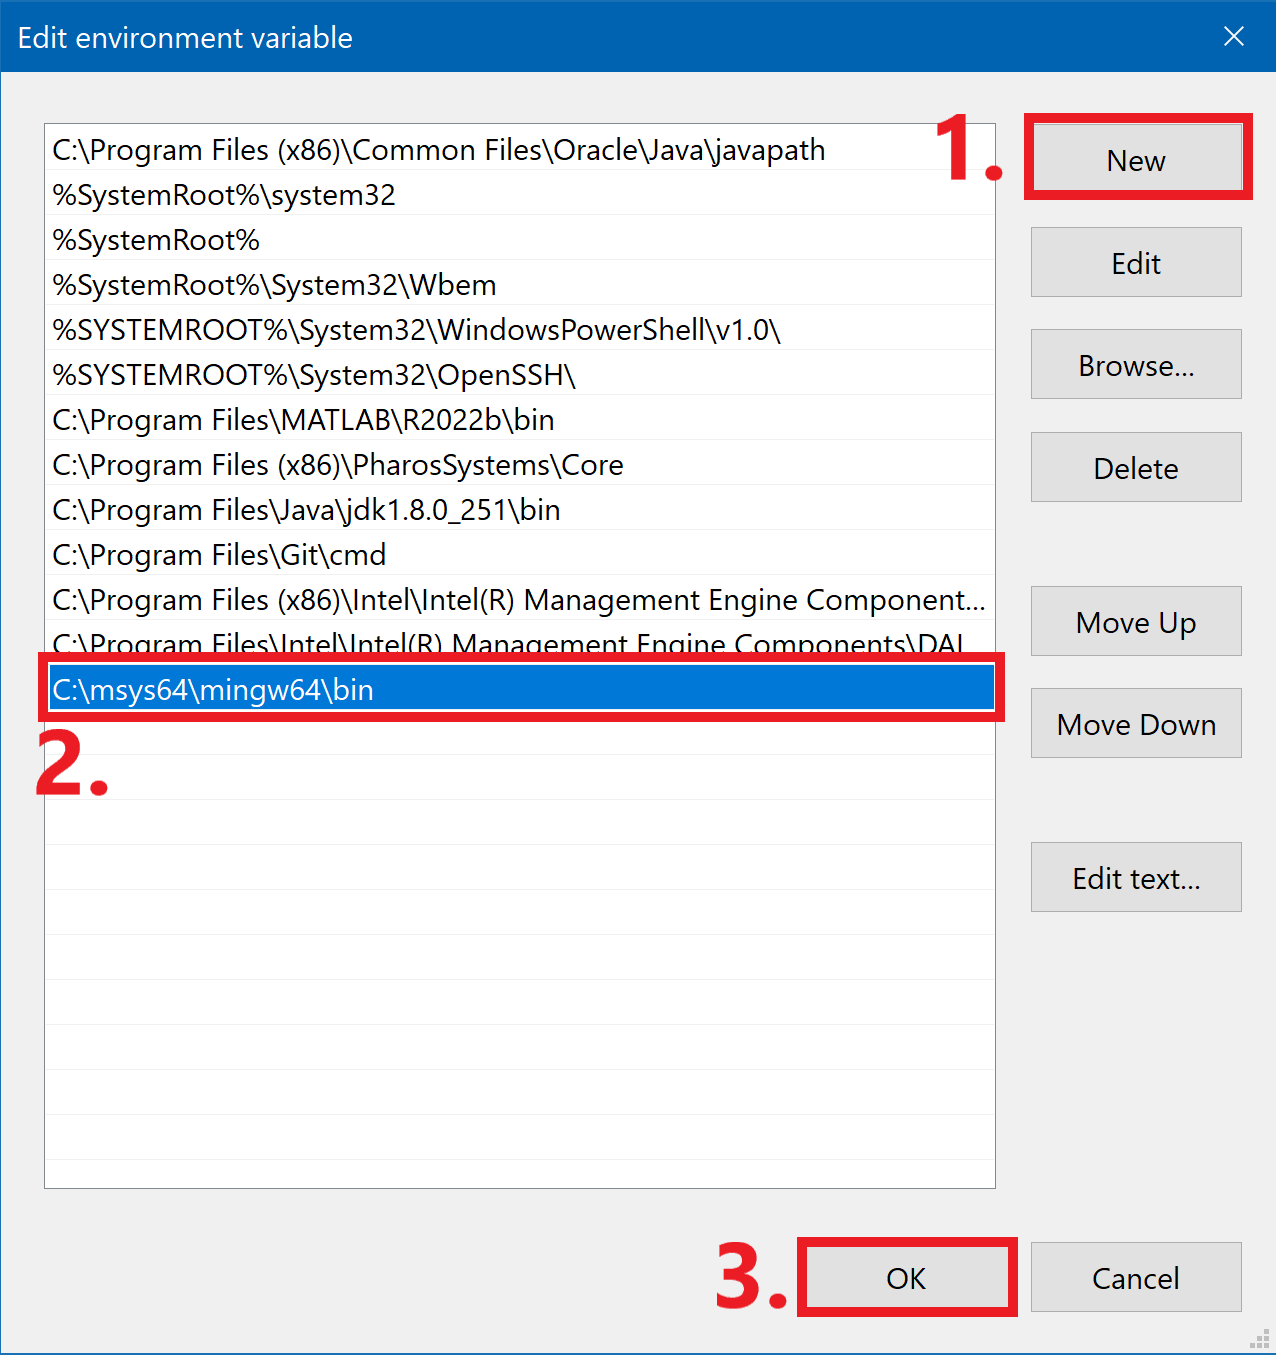 Edit environment variable
C:\Program Files (x86)\Common Files\Oracle\Java\javapath
%SystemRoot%\system32
%SystemRoot%
%SystemRoot%\System32\Wbem
%SYSTEMROOT%\System32\WindowsPowerShell\v1.0\
%SYSTEMROOT%\System32\OpenSSH\
C:\Program Files\MATLAB\R2022b\bin
C:\Program Files (x86)\PharosSystems\Core
C:\Program Files\Java\jdk1.8.0_251\bin
C:\Program Files\Git\cmd
C:\Program Files (x86)\Intel\Intel(R) Management Engine Component...
C:\Program Files\Intel\Intel(R) Management Engine Components\DAL
C:\msys64\mingw64\bin
1.
New
Edit
Browse...
Delete
Move Up
Move Down
Edit text...
2.
3.
OK
Cancel